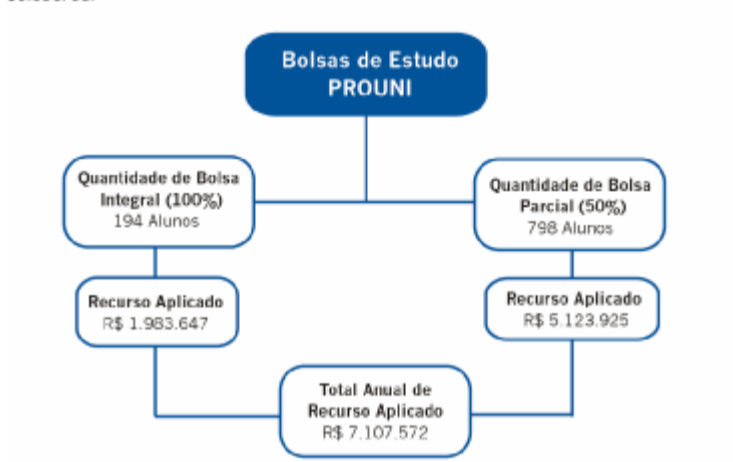 Bolsas de Estudo
PROUNI
Quantidade de Bolsa
Integral (100%)
194 Alunos
Quantidade de Bolsa
Parcial (50%)
798 Alunos
Recurso Aplicado
R$ 1.983.647
Recurso Aplicado
R$ 5.123.925
Total Anual de
Recurso Aplicado
R$ 7.107.572